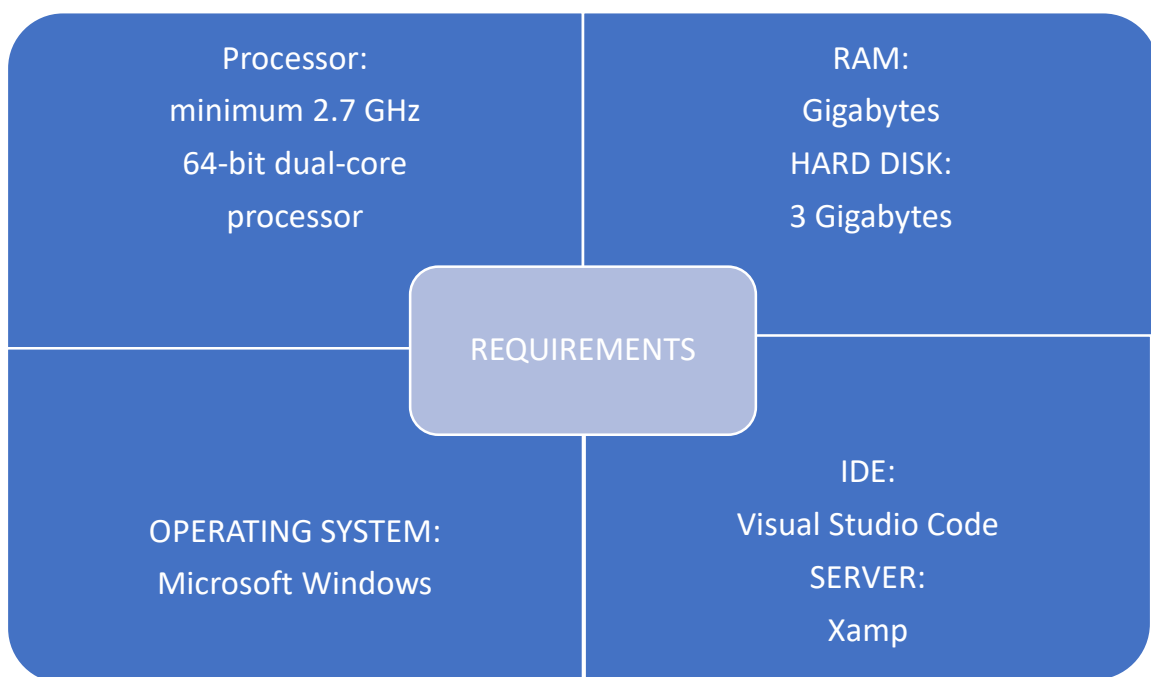 Processor:
minimum 2.7 GHz
64-bit dual-core
processor
RAM:
Gigabytes
HARD DISK:
3 Gigabytes
REQUIREMENTS
OPERATING SYSTEM:
Microsoft Windows
IDE:
Visual Studio Code
SERVER:
Xamp